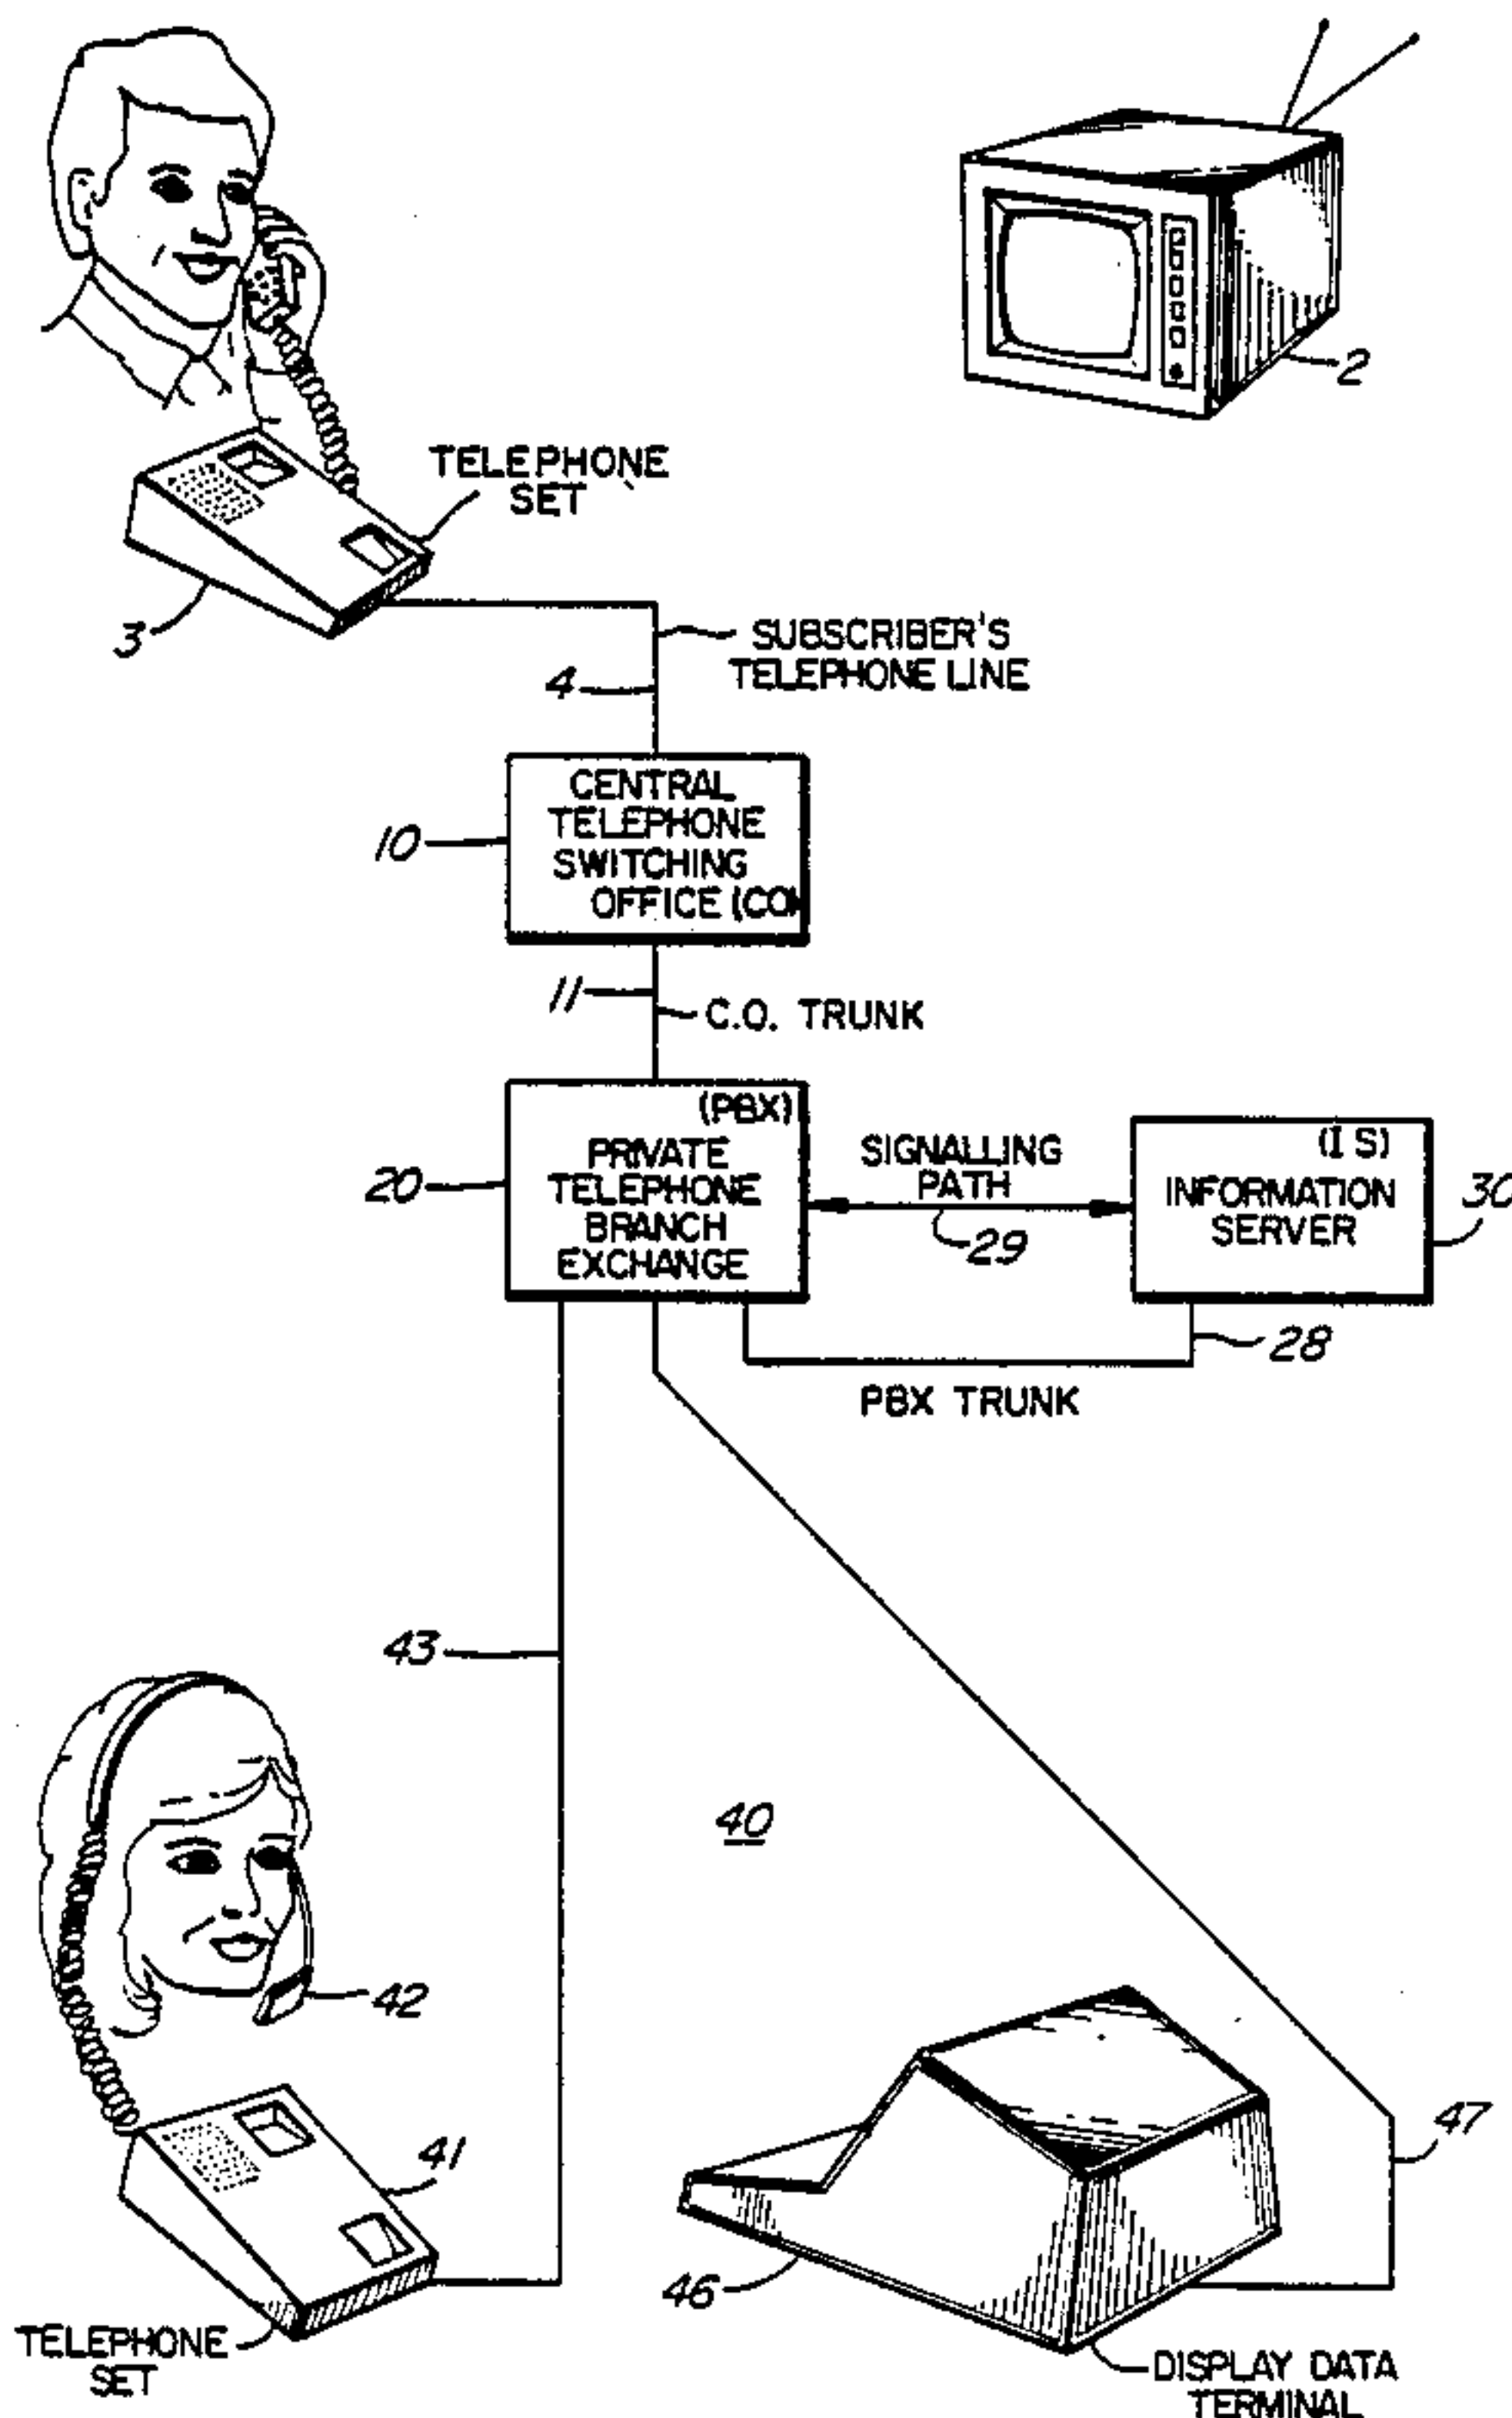 2
TELEPHONE
SET
3
SUBSCRIBER'S
TELEPHONE LINE
4
CENTRAL
TELEPHONE
SWITCHING
OFFICE (CO)
10
11
C.O. TRUNK
(PBX)
PRIVATE
TELEPHONE
BRANCH
EXCHANGE
20
SIGNALLING
PATH
29
(I S)
INFORMATION
SERVER
30
28
PBX TRUNK
43
40
42
41
47
46
TELEPHONE
SET
DISPLAY DATA
TERMINAL